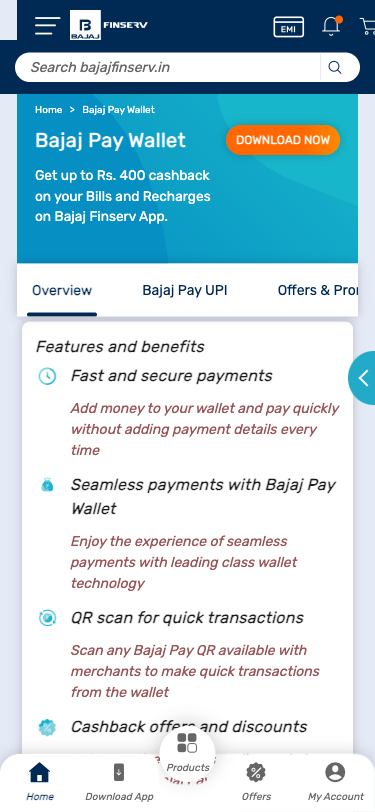 B
BAJAJ
FINSERV
EMI
Search bajajfinserv.in
Home > Bajaj Pay Wallet
Bajaj Pay Wallet
DOWNLOAD NOW
Get up to Rs. 400 cashback
on your Bills and Recharges
on Bajaj Finserv App.
Overview
Bajaj Pay UPI
Offers &
Features and benefits
Fast and secure payments
Add money to your wallet and pay quickly
without adding payment details every
time
Seamless payments with Bajaj Pay
Wallet
Enjoy the experience of seamless
payments with leading class wallet
technology
QR scan for quick transactions
Scan any Bajaj Pay QR available with
merchants to make quick transactions
from the wallet
Cashback offers and discounts
Home
Download App
Products
Offers
My Account